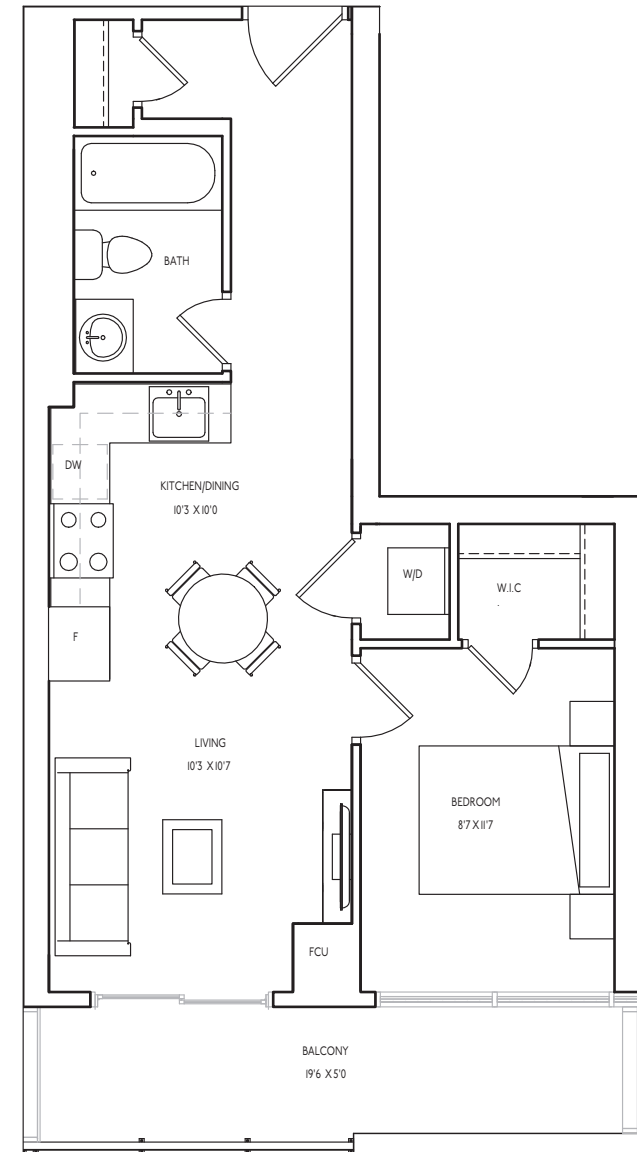 BATH
DW
KITCHEN/DINING
10'3 X 10'0
W/D
W.I.C
F
LIVING
10'3 X 10'7
BEDROOM
8'7 X 11'7
FCU
BALCONY
19'6 X 5'0